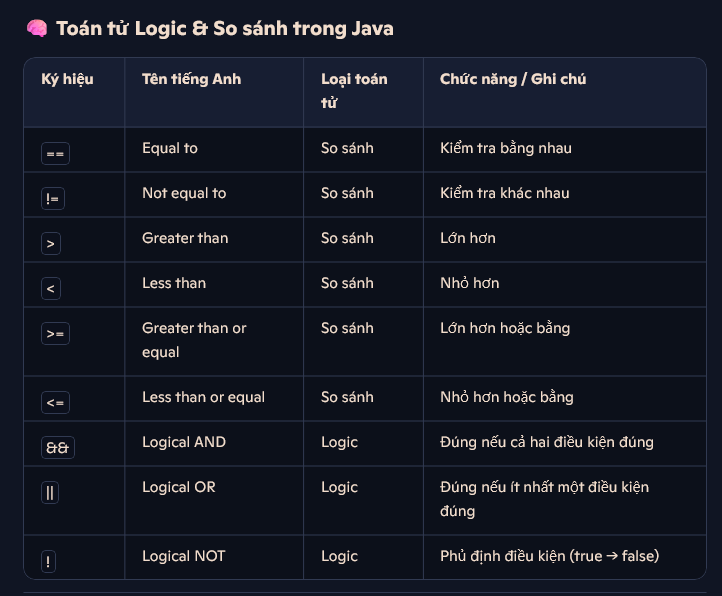 🧠 Toán tử Logic & So sánh trong Java
Ký hiệu Tên tiếng Anh Loại toán tử Chức năng / Ghi chú
== Equal to So sánh Kiểm tra bằng nhau
!= Not equal to So sánh Kiểm tra khác nhau
> Greater than So sánh Lớn hơn
< Less than So sánh Nhỏ hơn
>= Greater than or equal So sánh Lớn hơn hoặc bằng
<= Less than or equal So sánh Nhỏ hơn hoặc bằng
&& Logical AND Logic Đúng nếu cả hai điều kiện đúng
|| Logical OR Logic Đúng nếu ít nhất một điều kiện đúng
! Logical NOT Logic Phủ định điều kiện (true → false)